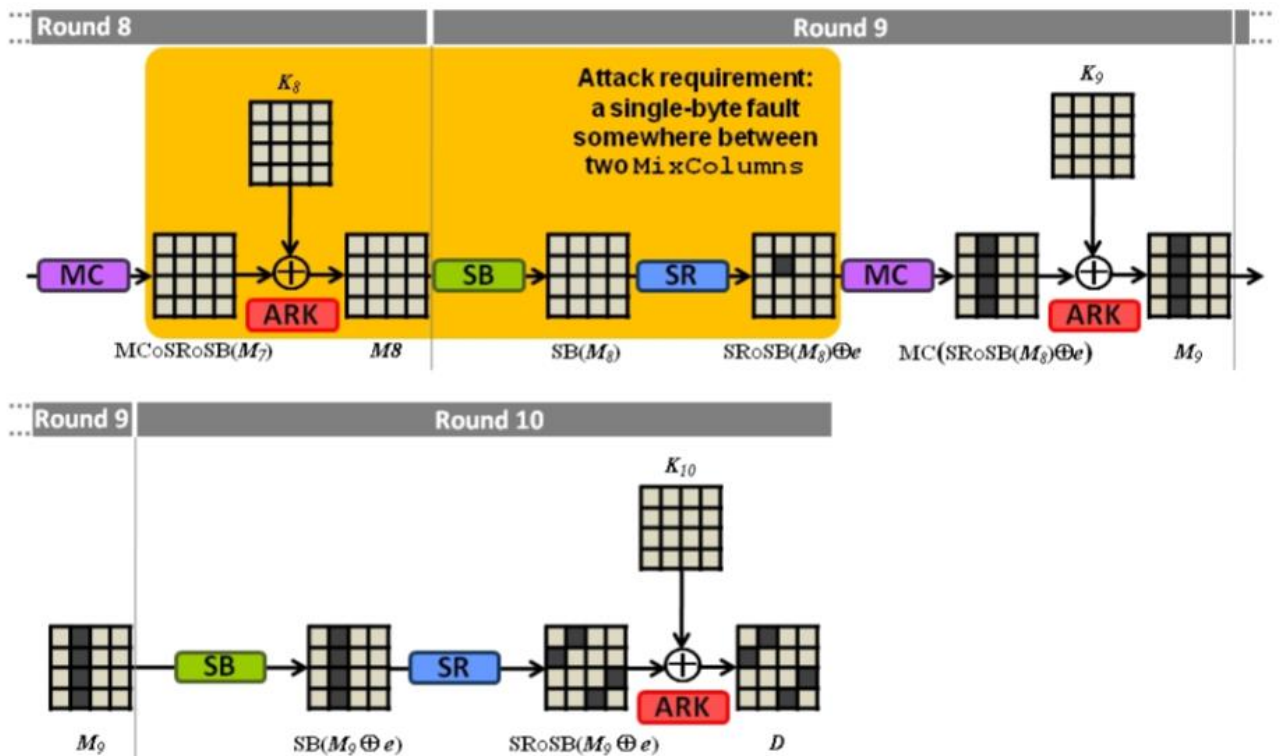 Round 8
Round 9
K8
Attack requirement:
a single-byte fault
somewhere between
two MixColumns
K9
MC
SB
SR
MC
ARK
ARK
MC∘SR∘SB(M7)
M8
SB(M8)
SR∘SB(M8)⊕e
MC(SR∘SB(M8)⊕e)
M9
Round 9
Round 10
K10
SB
SR
ARK
M9
SB(M9 ⊕ e)
SR∘SB(M9 ⊕ e)
D